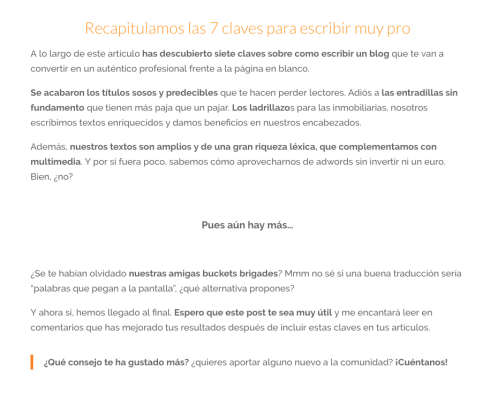 Recapitulamos las 7 claves para escribir muy pro
A lo largo de este artículo has descubierto siete claves sobre como escribir un blog que te van a
convertir en un auténtico profesional frente a la página en blanco.
Se acabaron los títulos sosos y predecibles que te hacen perder lectores. Adiós a las entradillas sin
fundamento que tienen más paja que un pajar. Los ladrillazos para las inmobiliarias, nosotros
escribimos textos enriquecidos y damos beneficios en nuestros encabezados.
Además, nuestros textos son amplios y de una gran riqueza léxica, que complementamos con
multimedia. Y por si fuera poco, sabemos cómo aprovecharnos de adwords sin invertir ni un euro.
Bien, ¿no?
Pues aún hay más...
¿Se te habían olvidado nuestras amigas buckets brigades? Mmm no sé si una buena traducción sería
"palabras que pegan a la pantalla", ¿qué alternativa propones?
Y ahora sí, hemos llegado al final. Espero que este post te sea muy útil y me encantará leer en
comentarios que has mejorado tus resultados después de incluir estas claves en tus artículos.
¿Qué consejo te ha gustado más? ¿quieres aportar alguno nuevo a la comunidad? ¡Cuéntanos!